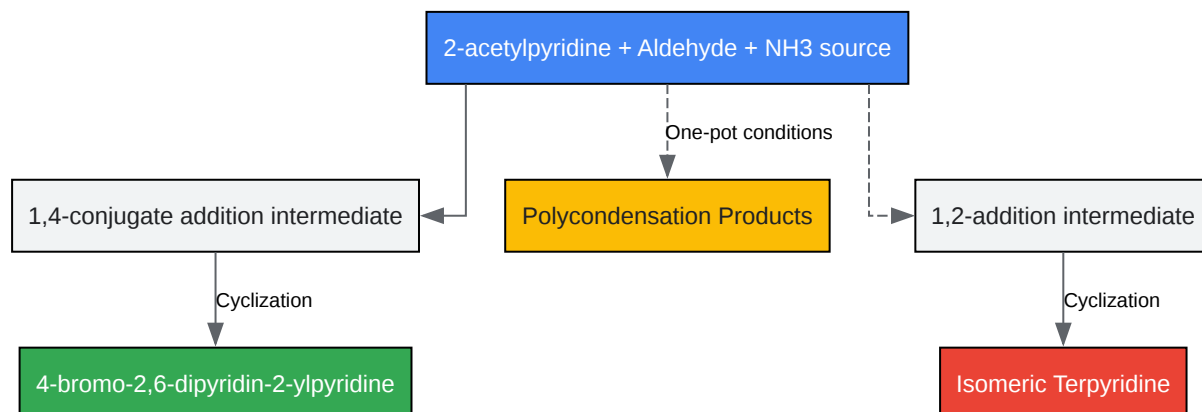 2-acetylpyridine + Aldehyde + NH3 source
One-pot conditions
1,4-conjugate addition intermediate
Polycondensation Products
1,2-addition intermediate
Cyclization
Cyclization
4-bromo-2,6-dipyridin-2-ylpyridine
Isomeric Terpyridine